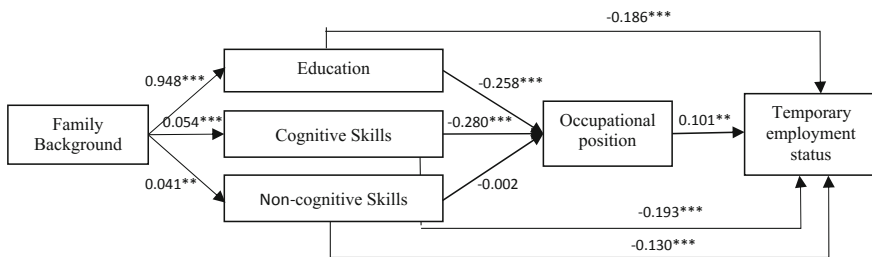 -0.186***
Education
0.948***
-0.258***
Family
Background
0.054***
Cognitive Skills
-0.280***
Occupational
position
0.101**
Temporary
employment
status
0.041**
Non-cognitive Skills
-0.002
-0.193***
-0.130***